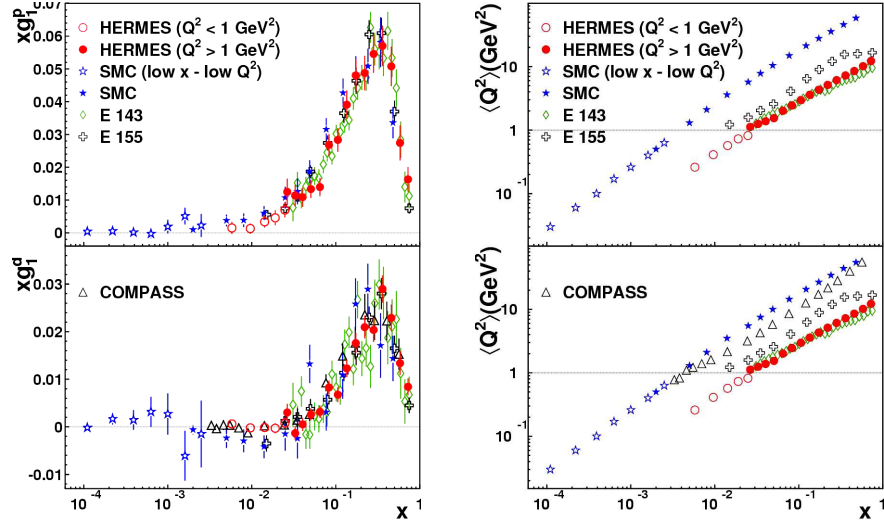 xg₁ᵖ
HERMES (Q² < 1 GeV²)
HERMES (Q² > 1 GeV²)
SMC (low x - low Q²)
SMC
E 143
E 155
0.06
0.05
0.04
0.03
0.02
0.01
0
⟨Q²⟩(GeV²)
HERMES (Q² < 1 GeV²)
HERMES (Q² > 1 GeV²)
SMC (low x - low Q²)
SMC
E 143
E 155
10
1
10⁻¹
xg₁ᵈ
COMPASS
0.03
0.02
0.01
0
-0.01
10⁻⁴ 10⁻³ 10⁻² 10⁻¹ 1
x
⟨Q²⟩(GeV²)
COMPASS
10
1
10⁻¹
10⁻⁴ 10⁻³ 10⁻² 10⁻¹ 1
x